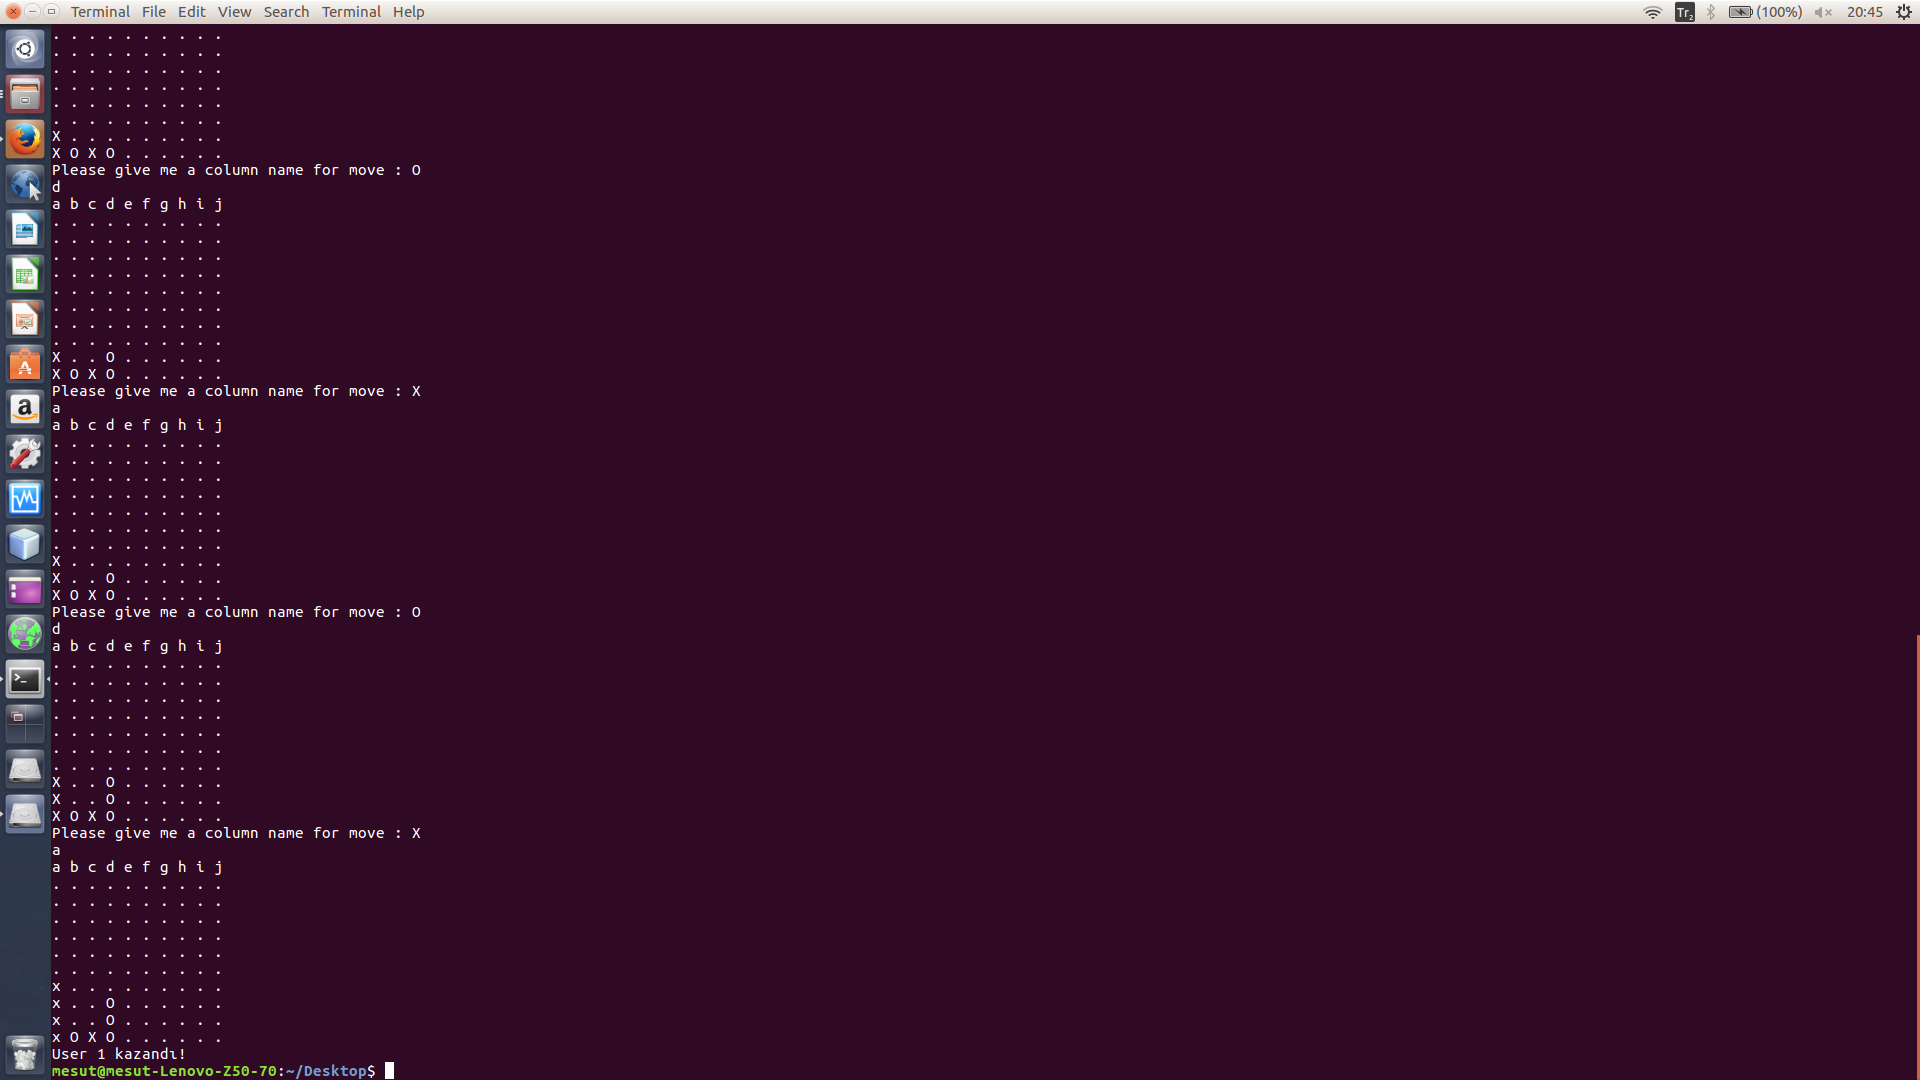 Terminal File Edit View Search Terminal Help
Tr2 (100%) 20:45
. . . . . . . . . .
. . . . . . . . . .
. . . . . . . . . .
. . . . . . . . . .
. . . . . . . . . .
. . . . . . . . . .
X . . . . . . . . .
X O X O . . . . . .
Please give me a column name for move : O
d
a b c d e f g h i j
. . . . . . . . . .
. . . . . . . . . .
. . . . . . . . . .
. . . . . . . . . .
. . . . . . . . . .
. . . . . . . . . .
. . . . . . . . . .
. . . . . . . . . .
X . . O . . . . . .
X O X O . . . . . .
Please give me a column name for move : X
a
a b c d e f g h i j
. . . . . . . . . .
. . . . . . . . . .
. . . . . . . . . .
. . . . . . . . . .
. . . . . . . . . .
. . . . . . . . . .
. . . . . . . . . .
X . . . . . . . . .
X . . O . . . . . .
X O X O . . . . . .
Please give me a column name for move : O
d
a b c d e f g h i j
. . . . . . . . . .
. . . . . . . . . .
. . . . . . . . . .
. . . . . . . . . .
. . . . . . . . . .
. . . . . . . . . .
. . . . . . . . . .
X . . O . . . . . .
X . . O . . . . . .
X O X O . . . . . .
Please give me a column name for move : X
a
a b c d e f g h i j
. . . . . . . . . .
. . . . . . . . . .
. . . . . . . . . .
. . . . . . . . . .
. . . . . . . . . .
. . . . . . . . . .
x . . . . . . . . .
x . . O . . . . . .
x . . O . . . . . .
x O X O . . . . . .
User 1 kazandı!
mesut@mesut-Lenovo-Z50-70:~/Desktop$